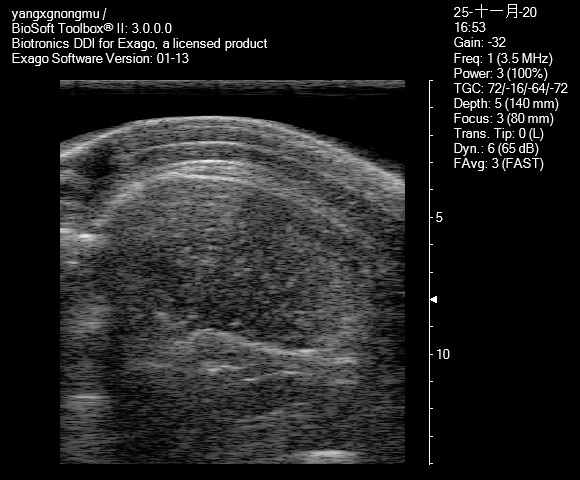 yangxgnongmu /
BioSoft Toolbox® II: 3.0.0.0
Biotronics DDI for Exago, a licensed product
Exago Software Version: 01-13
25-十一月-20
16:53
Gain: -32
Freq: 1 (3.5 MHz)
Power: 3 (100%)
TGC: 72/-16/-64/-72
Depth: 5 (140 mm)
Focus: 3 (80 mm)
Trans. Tip: 0 (L)
Dyn.: 6 (65 dB)
FAvg: 3 (FAST)
5
10